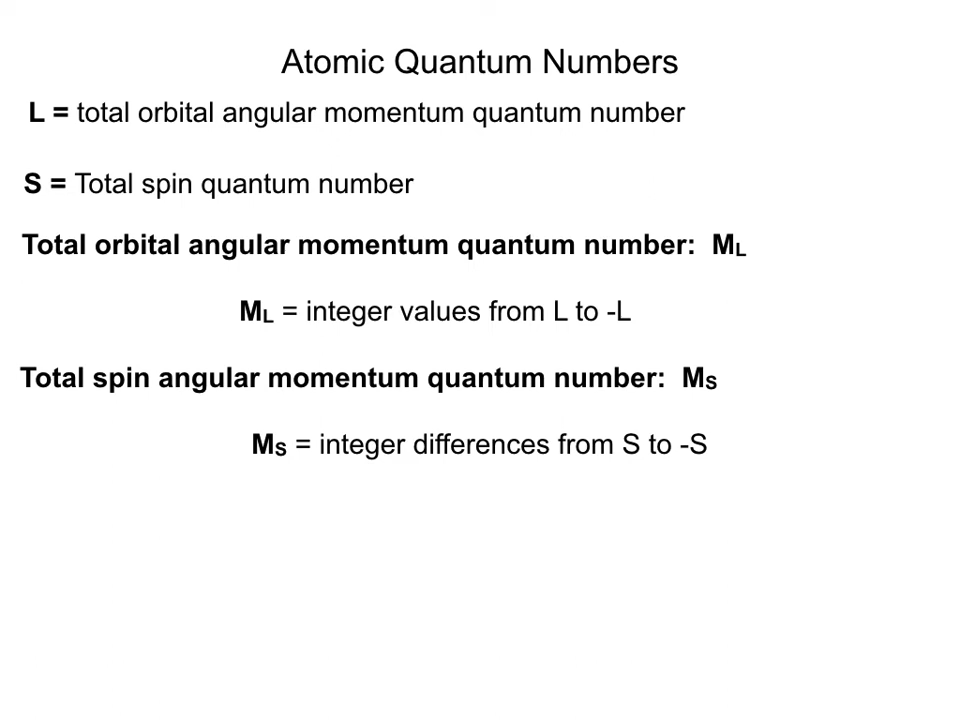 Atomic Quantum Numbers
L = total orbital angular momentum quantum number
S = Total spin quantum number
Total orbital angular momentum quantum number: ML
ML = integer values from L to -L
Total spin angular momentum quantum number: MS
MS = integer differences from S to -S